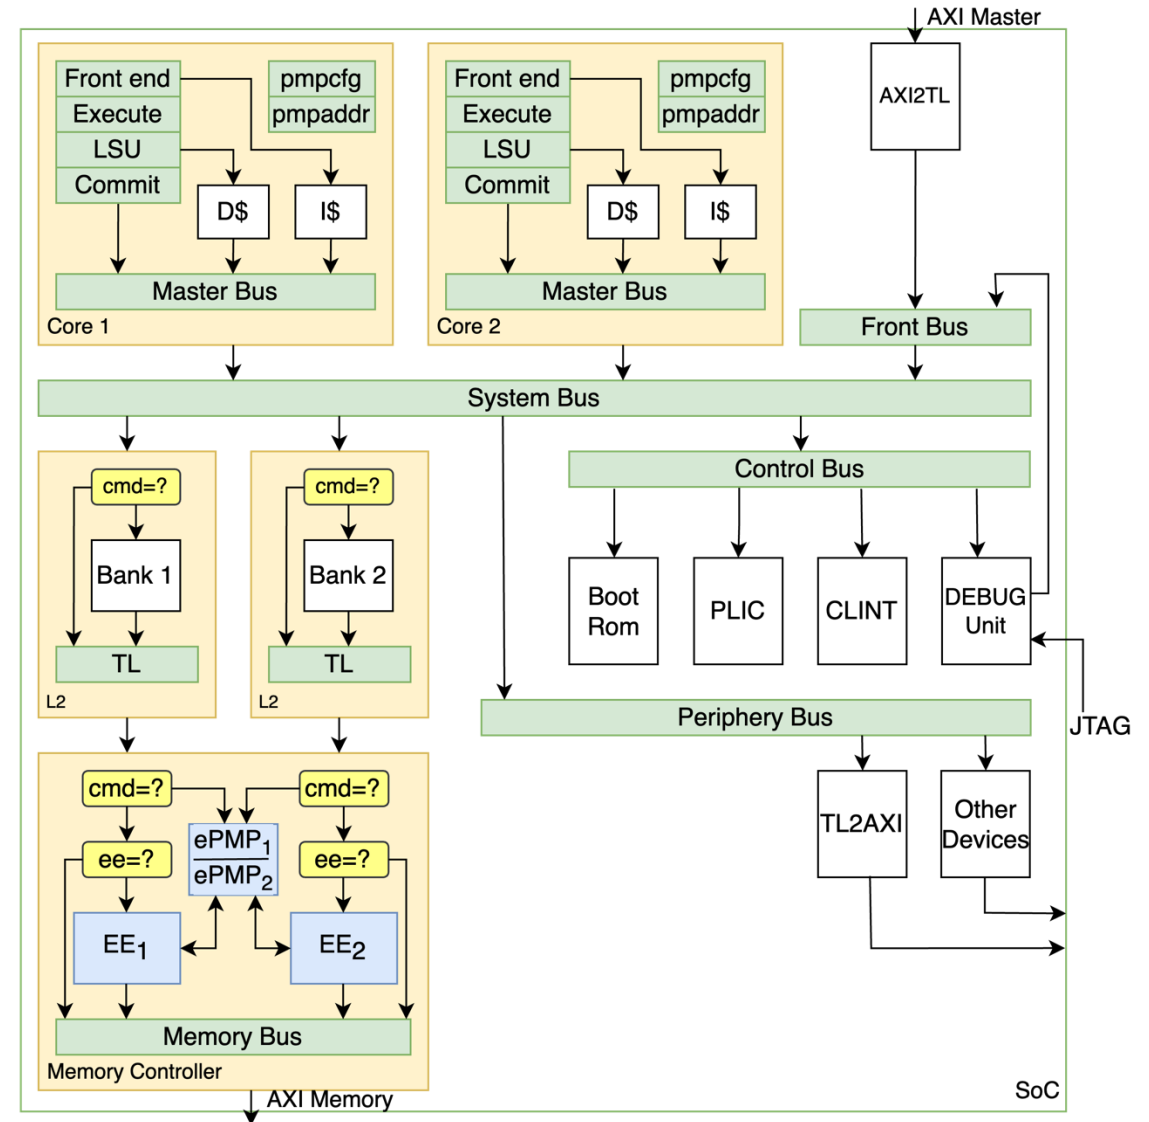 AXI Master
Front end
Execute
LSU
Commit
pmpcfg
pmpaddr
D$
I$
Master Bus
Core 1
Front end
Execute
LSU
Commit
pmpcfg
pmpaddr
D$
I$
Master Bus
Core 2
AXI2TL
Front Bus
System Bus
cmd=?
Bank 1
TL
L2
cmd=?
Bank 2
TL
L2
Control Bus
Boot
Rom
PLIC
CLINT
DEBUG
Unit
JTAG
Periphery Bus
TL2AXI
Other
Devices
cmd=?
cmd=?
ee=?
ePMP1
ePMP2
ee=?
EE1
EE2
Memory Bus
Memory Controller
AXI Memory
SoC